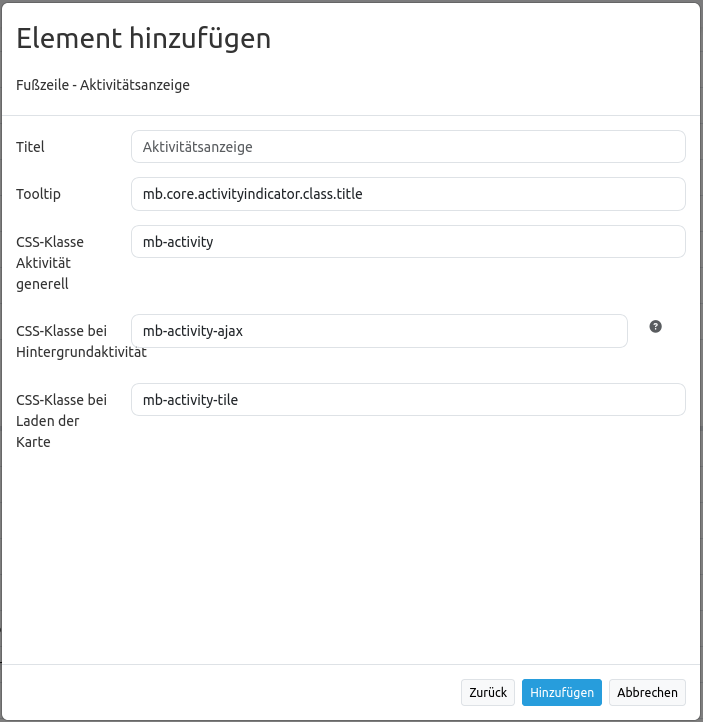 Element hinzufügen
Fußzeile - Aktivitätsanzeige
Titel
Aktivitätsanzeige
Tooltip
mb.core.activityindicator.class.title
CSS-Klasse
Aktivität
generell
mb-activity
CSS-Klasse bei
Hintergrundaktivität
mb-activity-ajax
?
CSS-Klasse bei
Laden der
Karte
mb-activity-tile
Zurück
Hinzufügen
Abbrechen